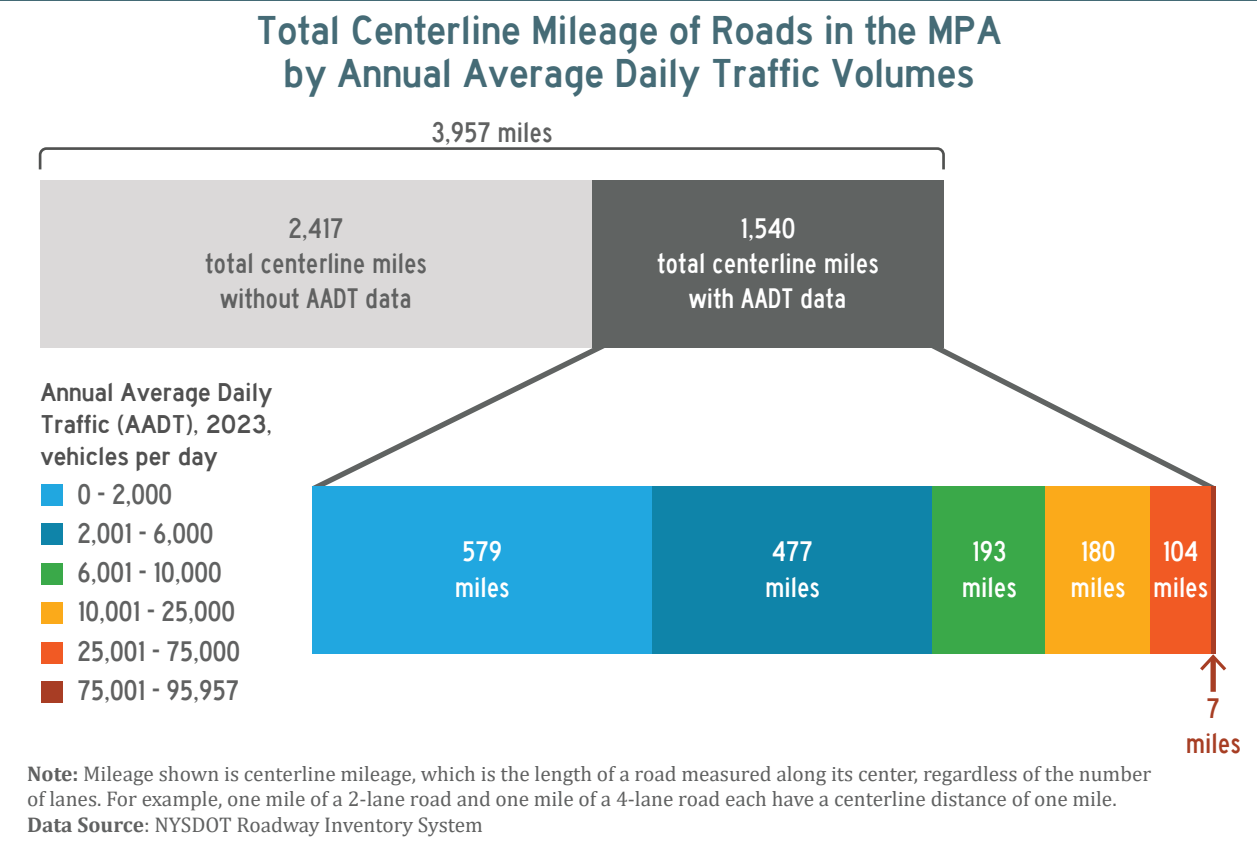 Total Centerline Mileage of Roads in the MPA
by Annual Average Daily Traffic Volumes
3,957 miles
2,417
total centerline miles
without AADT data
1,540
total centerline miles
with AADT data
Annual Average Daily
Traffic (AADT), 2023,
vehicles per day
0 - 2,000
2,001 - 6,000
6,001 - 10,000
10,001 - 25,000
25,001 - 75,000
75,001 - 95,957
579
miles
477
miles
193
miles
180
miles
104
miles
7
miles
Note: Mileage shown is centerline mileage, which is the length of a road measured along its center, regardless of the number
of lanes. For example, one mile of a 2-lane road and one mile of a 4-lane road each have a centerline distance of one mile.
Data Source: NYSDOT Roadway Inventory System